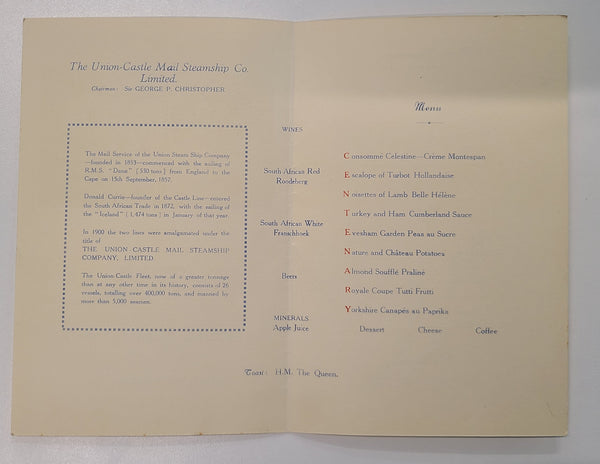 The Union-Castle Mail Steamship Co.
Limited.
Chairman: Sir GEORGE P. CHRISTOPHER
The Mail Service of the Union Steam Ship Company
—founded in 1853—commenced with the sailing of
R.M.S. "Dane" [530 tons] from England to the
Cape on 15th September, 1857.
Donald Currie—founder of the Castle Line—entered
the South African Trade in 1872, with the sailing of
the "Iceland" (1,474 tons) in January of that year.
In 1900 the two lines were amalgamated under the
title of
THE UNION-CASTLE MAIL STEAMSHIP
COMPANY, LIMITED.
The Union-Castle Fleet, now of a greater tonnage
than at any other time in its history, consists of 26
vessels, totalling over 400,000 tons, and manned by
more than 5,000 seamen.
WINES
South African Red
Roodeberg
South African White
Franschhoek
Beers
MINERALS
Apple Juice
Menu
Consommé Celestine—Crême Montespan
Escalope of Turbot Hollandaise
Noisettes of Lamb Belle Hélène
Turkey and Ham Cumberland Sauce
Evesham Garden Peas au Sucre
Nature and Château Potatoes
Almond Soufflé Praliné
Royale Coupe Tutti Frutti
Yorkshire Canapés au Paprika
Dessert Cheese Coffee
Toast: H.M. The Queen.